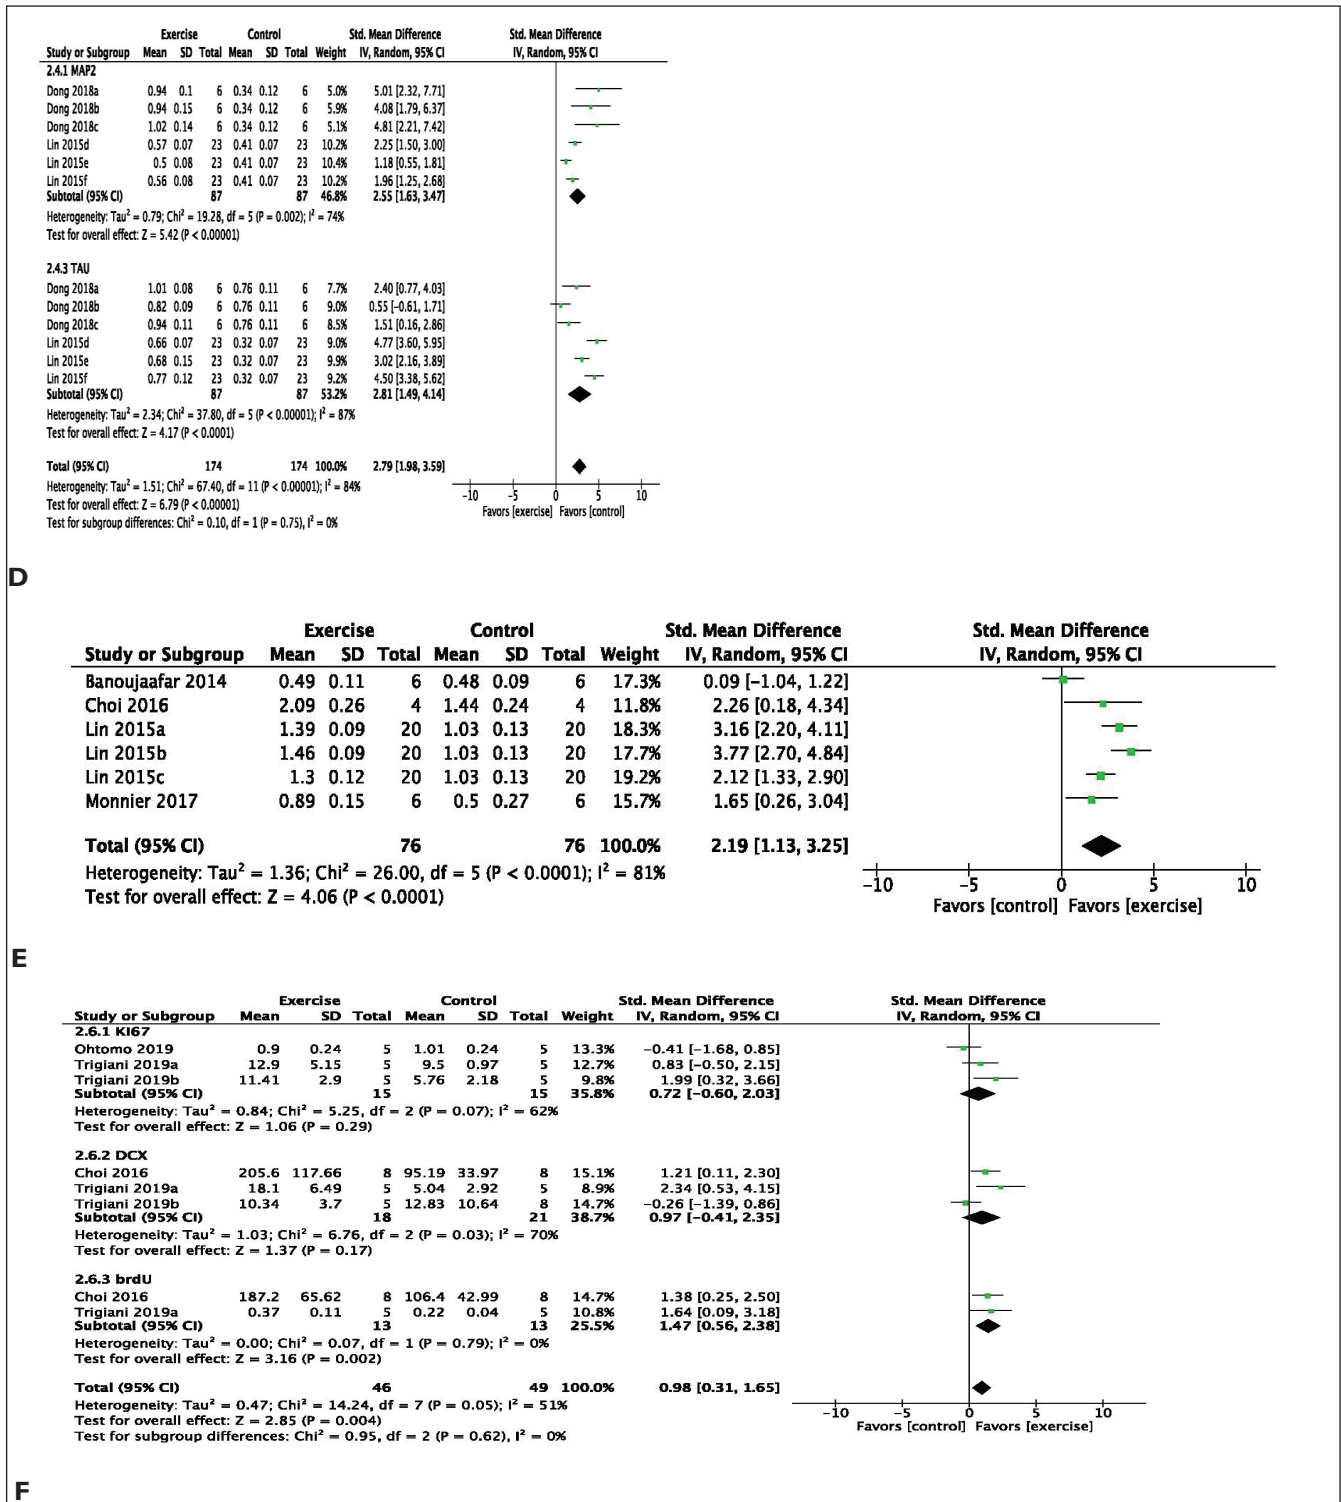 Exercise Control Std. Mean Difference Std. Mean Difference
Study or Subgroup Mean SD Total Mean SD Total Weight IV, Random, 95% CI IV, Random, 95% CI
2.4.1 MAP2
Dong 2018a 0.94 0.1 6 0.34 0.12 6 5.0% 5.01 [2.32, 7.71]
Dong 2018b 0.94 0.15 6 0.34 0.12 6 5.9% 4.08 [1.79, 6.37]
Dong 2018c 1.02 0.14 6 0.34 0.12 6 5.1% 4.81 [2.21, 7.42]
Lin 2015d 0.57 0.07 23 0.41 0.07 23 10.2% 2.25 [1.50, 3.00]
Lin 2015e 0.5 0.08 23 0.41 0.07 23 10.4% 1.18 [0.55, 1.81]
Lin 2015f 0.56 0.08 23 0.41 0.07 23 10.2% 1.96 [1.25, 2.68]
Subtotal (95% CI) 87 87 46.8% 2.55 [1.63, 3.47]
Heterogeneity: Tau² = 0.79; Chi² = 19.28, df = 5 (P = 0.002); I² = 74%
Test for overall effect: Z = 5.42 (P < 0.00001)
2.4.3 TAU
Dong 2018a 1.01 0.08 6 0.76 0.11 6 7.7% 2.40 [0.77, 4.03]
Dong 2018b 0.82 0.09 6 0.76 0.11 6 9.0% 0.55 [−0.61, 1.71]
Dong 2018c 0.94 0.11 6 0.76 0.11 6 8.5% 1.51 [0.16, 2.86]
Lin 2015d 0.66 0.07 23 0.32 0.07 23 9.0% 4.77 [3.60, 5.95]
Lin 2015e 0.68 0.15 23 0.32 0.07 23 9.9% 3.02 [2.16, 3.89]
Lin 2015f 0.77 0.12 23 0.32 0.07 23 9.2% 4.50 [3.38, 5.62]
Subtotal (95% CI) 87 87 53.2% 2.81 [1.49, 4.14]
Heterogeneity: Tau² = 2.34; Chi² = 37.80, df = 5 (P < 0.00001); I² = 87%
Test for overall effect: Z = 4.17 (P < 0.0001)
Total (95% CI) 174 174 100.0% 2.79 [1.98, 3.59]
Heterogeneity: Tau² = 1.51; Chi² = 67.40, df = 11 (P < 0.00001); I² = 84%
Test for overall effect: Z = 6.79 (P < 0.00001)
Test for subgroup differences: Chi² = 0.10, df = 1 (P = 0.75), I² = 0%
−10 −5 0 5 10
Favors [exercise] Favors [control]
D
Exercise Control Std. Mean Difference Std. Mean Difference
Study or Subgroup Mean SD Total Mean SD Total Weight IV, Random, 95% CI IV, Random, 95% CI
Banoujaafar 2014 0.49 0.11 6 0.48 0.09 6 17.3% 0.09 [−1.04, 1.22]
Choi 2016 2.09 0.26 4 1.44 0.24 4 11.8% 2.26 [0.18, 4.34]
Lin 2015a 1.39 0.09 20 1.03 0.13 20 18.3% 3.16 [2.20, 4.11]
Lin 2015b 1.46 0.09 20 1.03 0.13 20 17.7% 3.77 [2.70, 4.84]
Lin 2015c 1.3 0.12 20 1.03 0.13 20 19.2% 2.12 [1.33, 2.90]
Monnier 2017 0.89 0.15 6 0.5 0.27 6 15.7% 1.65 [0.26, 3.04]
Total (95% CI) 76 76 100.0% 2.19 [1.13, 3.25]
Heterogeneity: Tau² = 1.36; Chi² = 26.00, df = 5 (P < 0.0001); I² = 81%
Test for overall effect: Z = 4.06 (P < 0.0001)
−10 −5 0 5 10
Favors [control] Favors [exercise]
E
Exercise Control Std. Mean Difference Std. Mean Difference
Study or Subgroup Mean SD Total Mean SD Total Weight IV, Random, 95% CI IV, Random, 95% CI
2.6.1 KI67
Ohtomo 2019 0.9 0.24 5 1.01 0.24 5 13.3% −0.41 [−1.68, 0.85]
Trigiani 2019a 12.9 5.15 5 9.5 0.97 5 12.7% 0.83 [−0.50, 2.15]
Trigiani 2019b 11.41 2.9 5 5.76 2.18 5 9.8% 1.99 [0.32, 3.66]
Subtotal (95% CI) 15 15 35.8% 0.72 [−0.60, 2.03]
Heterogeneity: Tau² = 0.84; Chi² = 5.25, df = 2 (P = 0.07); I² = 62%
Test for overall effect: Z = 1.06 (P = 0.29)
2.6.2 DCX
Choi 2016 205.6 117.66 8 95.19 33.97 8 15.1% 1.21 [0.11, 2.30]
Trigiani 2019a 18.1 6.49 5 5.04 2.92 5 8.9% 2.34 [0.53, 4.15]
Trigiani 2019b 10.34 3.7 5 12.83 10.64 8 14.7% −0.26 [−1.39, 0.86]
Subtotal (95% CI) 18 21 38.7% 0.97 [−0.41, 2.35]
Heterogeneity: Tau² = 1.03; Chi² = 6.76, df = 2 (P = 0.03); I² = 70%
Test for overall effect: Z = 1.37 (P = 0.17)
2.6.3 brdU
Choi 2016 187.2 65.62 8 106.4 42.99 8 14.7% 1.38 [0.25, 2.50]
Trigiani 2019a 0.37 0.11 5 0.22 0.04 5 10.8% 1.64 [0.09, 3.18]
Subtotal (95% CI) 13 13 25.5% 1.47 [0.56, 2.38]
Heterogeneity: Tau² = 0.00; Chi² = 0.07, df = 1 (P = 0.79); I² = 0%
Test for overall effect: Z = 3.16 (P = 0.002)
Total (95% CI) 46 49 100.0% 0.98 [0.31, 1.65]
Heterogeneity: Tau² = 0.47; Chi² = 14.24, df = 7 (P = 0.05); I² = 51%
Test for overall effect: Z = 2.85 (P = 0.004)
Test for subgroup differences: Chi² = 0.95, df = 2 (P = 0.62), I² = 0%
−10 −5 0 5 10
Favors [control] Favors [exercise]
F